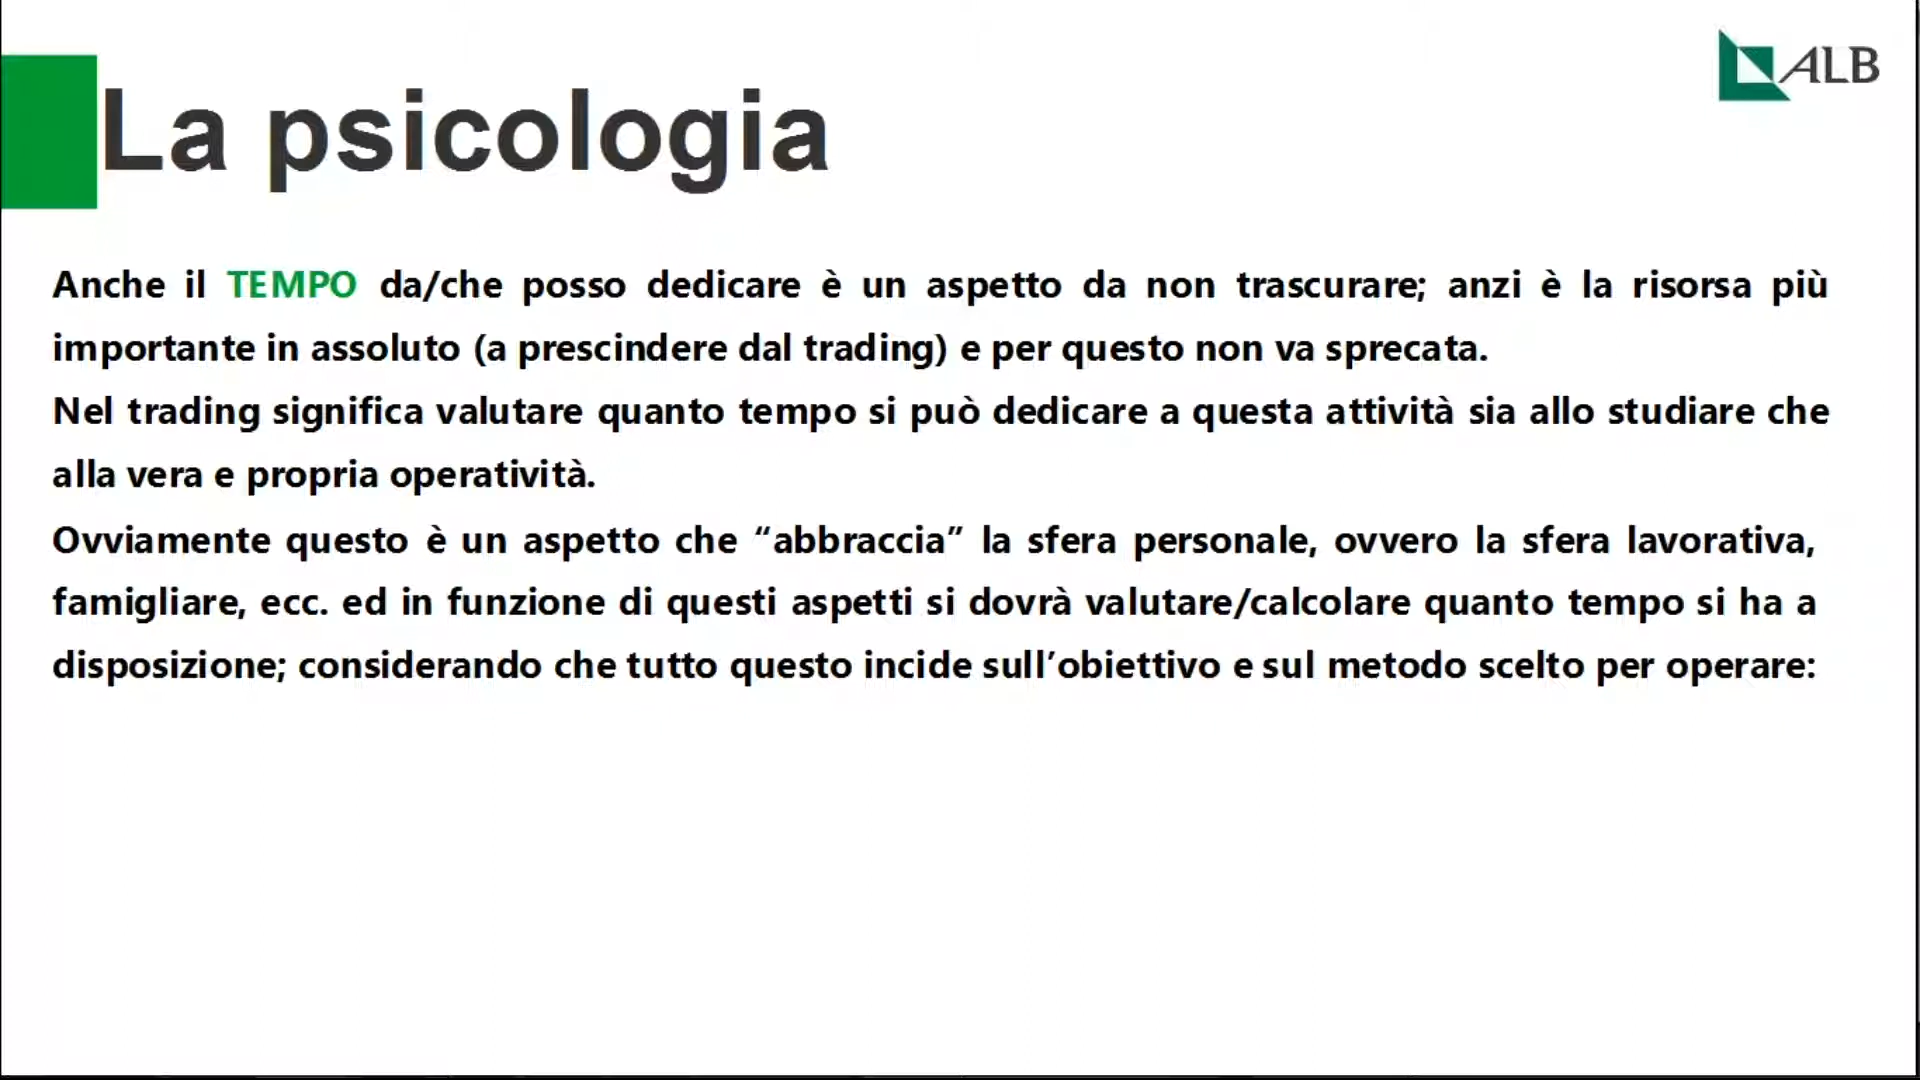 ALB
La psicologia
Anche il TEMPO da/che posso dedicare è un aspetto da non trascurare; anzi è la risorsa più
importante in assoluto (a prescindere dal trading) e per questo non va sprecata.
Nel trading significa valutare quanto tempo si può dedicare a questa attività sia allo studiare che
alla vera e propria operatività.
Ovviamente questo è un aspetto che “abbraccia” la sfera personale, ovvero la sfera lavorativa,
famigliare, ecc. ed in funzione di questi aspetti si dovrà valutare/calcolare quanto tempo si ha a
disposizione; considerando che tutto questo incide sull’obiettivo e sul metodo scelto per operare: